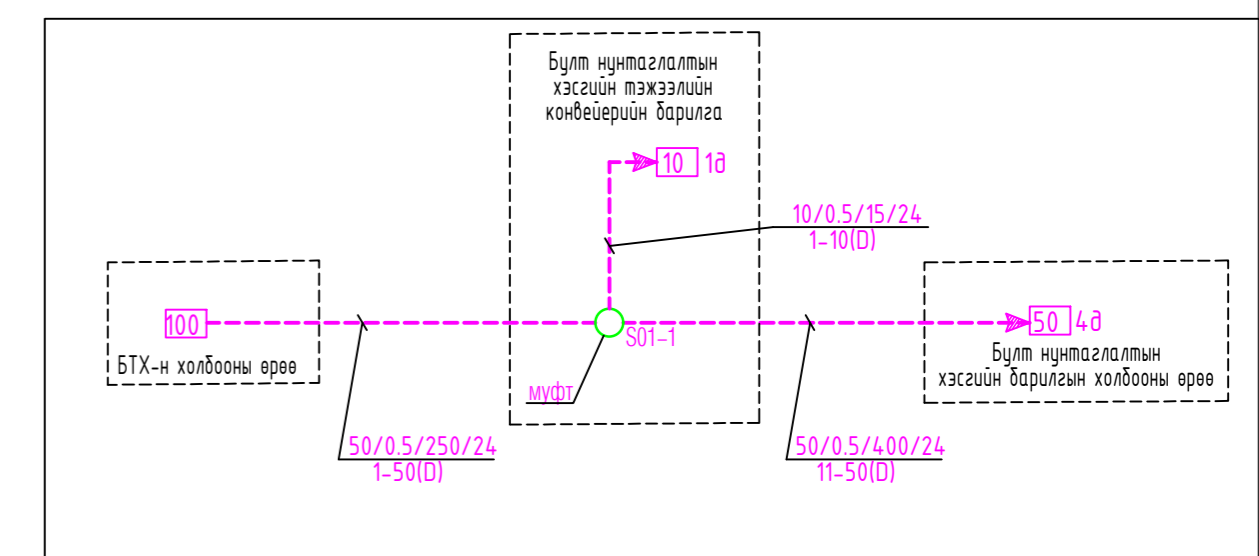 Бүлт нунтаглалтын
хэсгийн тэжээлийн
конвейерийн барилга
10 1д
10/0.5/15/24
1-10(D)
100
БТХ-н холбооны өрөө
S01-1
муфт
50 4д
Бүлт нунтаглалтын
хэсгийн барилгын холбооны өрөө
50/0.5/250/24
1-50(D)
50/0.5/400/24
11-50(D)